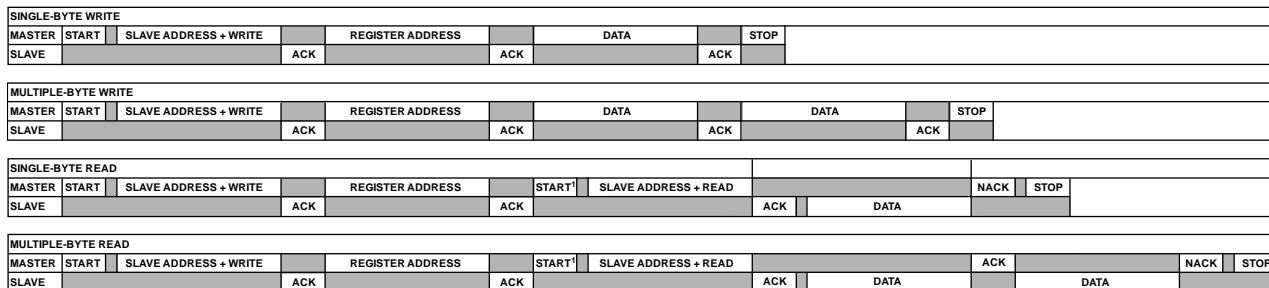 SINGLE-BYTE WRITE
MASTER START SLAVE ADDRESS + WRITE REGISTER ADDRESS DATA STOP
SLAVE ACK ACK ACK
MULTIPLE-BYTE WRITE
MASTER START SLAVE ADDRESS + WRITE REGISTER ADDRESS DATA DATA STOP
SLAVE ACK ACK ACK ACK
SINGLE-BYTE READ
MASTER START SLAVE ADDRESS + WRITE REGISTER ADDRESS START¹ SLAVE ADDRESS + READ NACK STOP
SLAVE ACK ACK ACK DATA
MULTIPLE-BYTE READ
MASTER START SLAVE ADDRESS + WRITE REGISTER ADDRESS START¹ SLAVE ADDRESS + READ ACK NACK STOP
SLAVE ACK ACK ACK DATA DATA